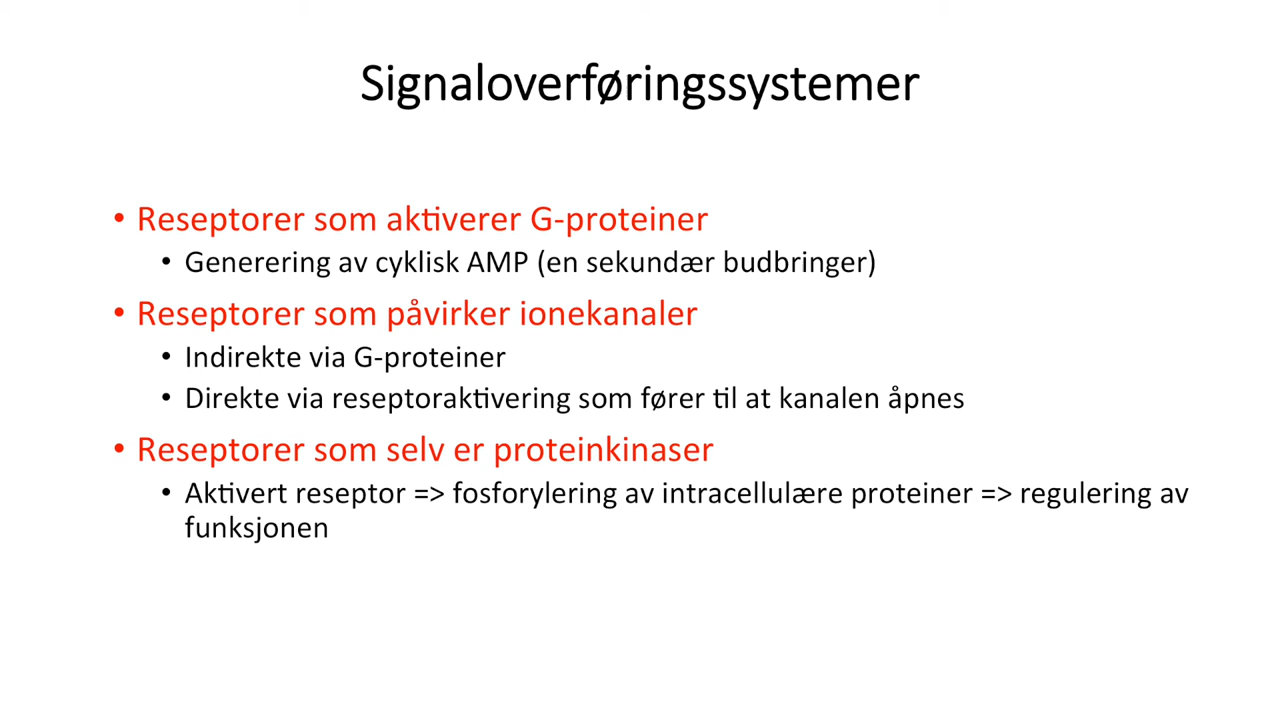 Signaloverføringssystemer
• Reseptorer som aktiverer G-proteiner
• Generering av cyklisk AMP (en sekundær budbringer)
• Reseptorer som påvirker ionekanaler
• Indirekte via G-proteiner
• Direkte via reseptoraktivering som fører til at kanalen åpnes
• Reseptorer som selv er proteinkinaser
• Aktivert reseptor => fosforylering av intracellulære proteiner => regulering av
funksjonen